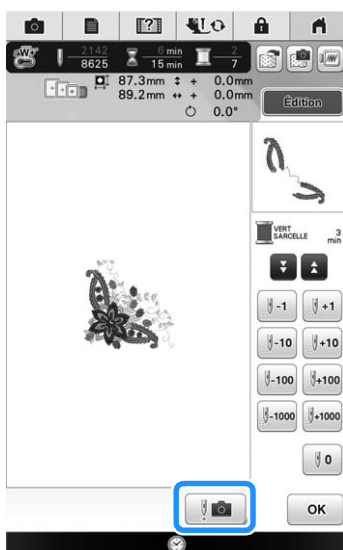 2142 6 min 2
8625 15 min 7
87.3mm + 0.0mm
89.2mm + 0.0mm
0.0°
Édition
VERT SARCELLE 3 min
-1 +1
-10 +10
-100 +100
-1000 +1000
0
OK